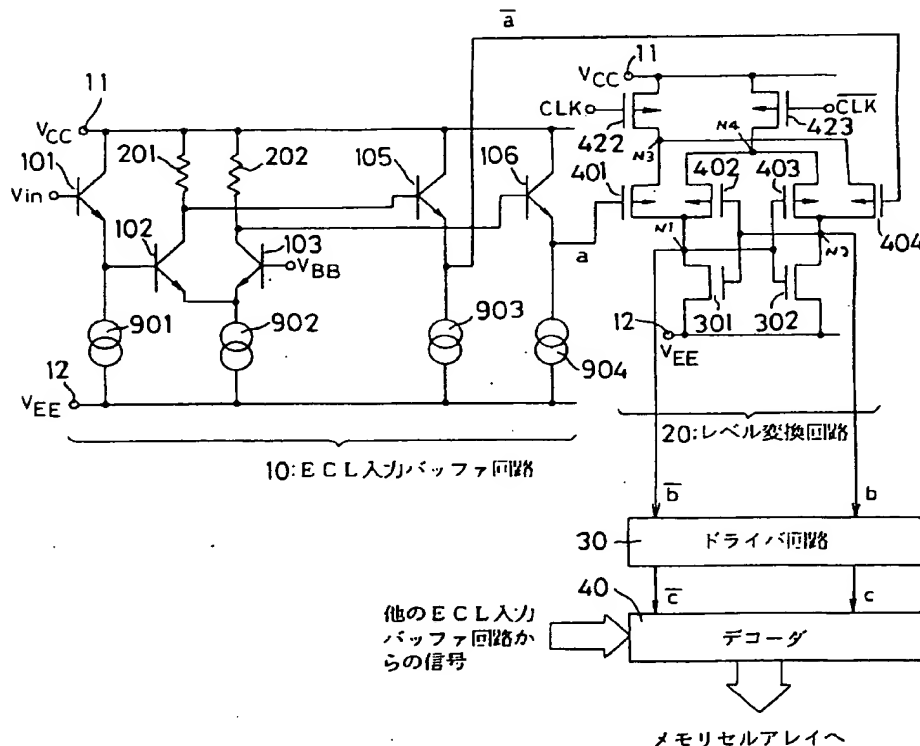 a̅
11
VCC
CLK
C̅L̅K̅
422
423
N3
N4
11
VCC
101
201
202
105
106
401
402
403
404
Vin
102
103
VBB
a
N1
N2
301
302
901
902
903
904
12
VEE
12
VEE
20:レベル変換回路
10:ECL入力バッファ回路
b̅
b
30
ドライバ回路
c̅
c
40
デコーダ
他のECL入力
バッファ回路か
らの信号
メモリセルアレイへ